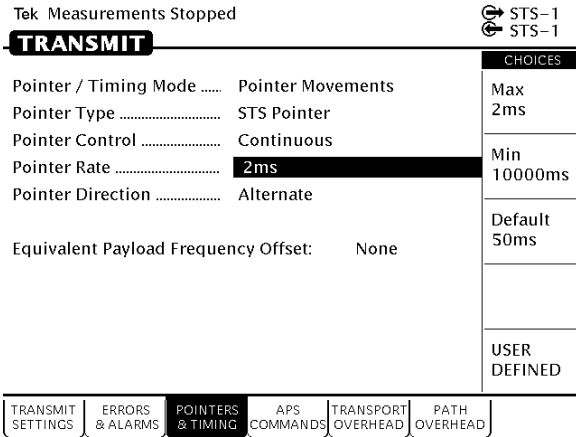 Tek Measurements Stopped
STS–1
STS–1
TRANSMIT
CHOICES
Pointer / Timing Mode ...... Pointer Movements
Pointer Type ............................ STS Pointer
Pointer Control ...................... Continuous
Pointer Rate ............................. 2ms
Pointer Direction .................. Alternate
Equivalent Payload Frequency Offset: None
Max
2ms
Min
10000ms
Default
50ms
USER
DEFINED
TRANSMIT SETTINGS
ERRORS & ALARMS
POINTERS & TIMING
APS COMMANDS
TRANSPORT OVERHEAD
PATH OVERHEAD